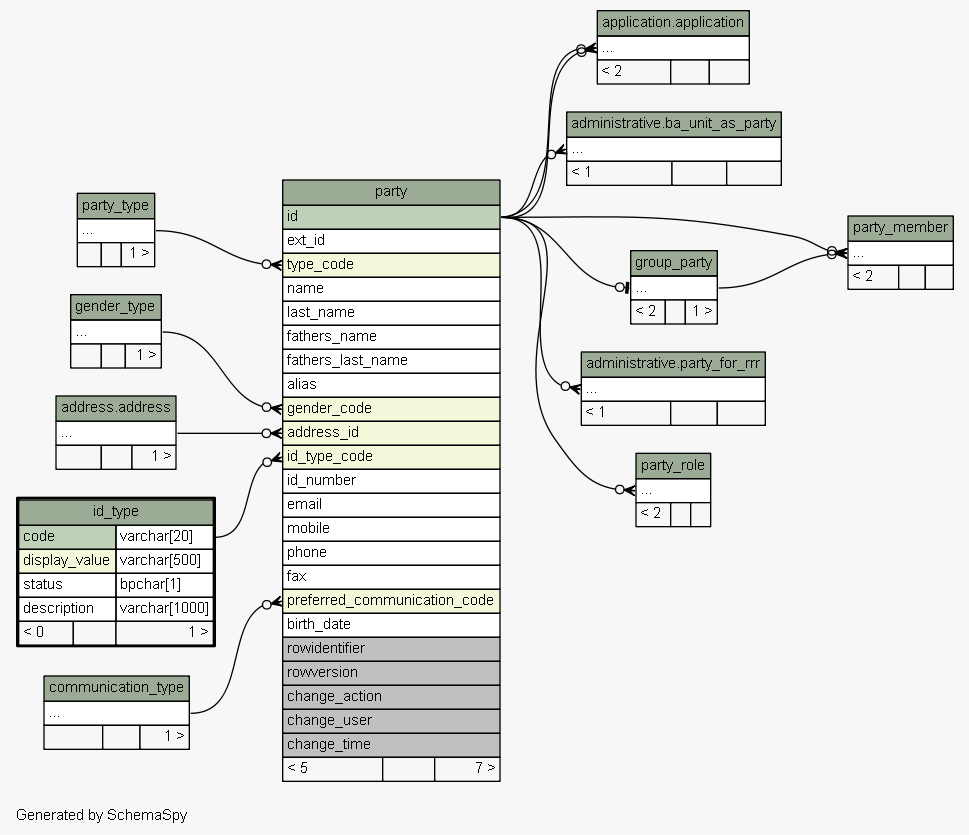 application.application
...
< 2
administrative.ba_unit_as_party
...
< 1
party_type
...
1 >
gender_type
...
1 >
address.address
...
1 >
id_type
code varchar[20]
display_value varchar[500]
status bpchar[1]
description varchar[1000]
< 0 1 >
communication_type
...
1 >
party
id
ext_id
type_code
name
last_name
fathers_name
fathers_last_name
alias
gender_code
address_id
id_type_code
id_number
email
mobile
phone
fax
preferred_communication_code
birth_date
rowidentifier
rowversion
change_action
change_user
change_time
< 5 7 >
party_member
...
< 2
group_party
...
< 2 1 >
administrative.party_for_rrr
...
< 1
party_role
...
< 2
Generated by SchemaSpy